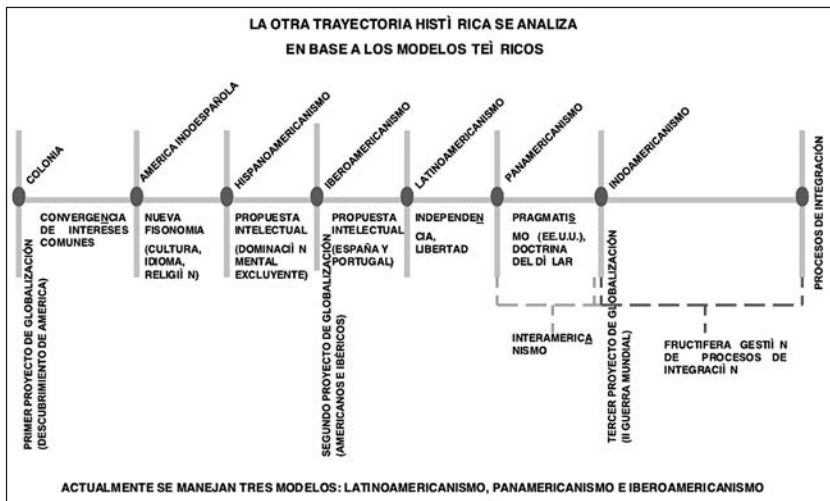 LA OTRA TRAYECTORIA HISTÌ RICA SE ANALIZA
EN BASE A LOS MODELOS TEÌ RICOS
COLONIA
AMERICA INDOESPAÑOLA
HISPANOAMERICANISMO
IBEROAMERICANISMO
LATINOAMERICANISMO
PANAMERICANISMO
INDOAMERICANISMO
PROCESOS DE INTEGRACIÓN
CONVERGENCIA
DE INTERESES
COMUNES
NUEVA
FISONOMIA
(CULTURA,
IDIOMA,
RELIGIÌ N)
PROPUESTA
INTELECTUAL
(DOMINACIÌ N
MENTAL
EXCLUYENTE)
PROPUESTA
INTELECTUAL
(ESPAÑA Y
PORTUGAL)
INDEPENDEN
CIA,
LIBERTAD
PRAGMATIS
MO (EE.U.U.),
DOCTRINA
DEL DÌ LAR
INTERAMERICA
NISMO
FRUCTIFERA GESTIÌ N
DE PROCESOS DE
INTEGRACIÌ N
PRIMER PROYECTO DE GLOBALIZACIÓN
(DESCUBRIMIENTO DE AMERICA)
SEGUNDO PROYECTO DE GLOBALIZACIÓN
(AMERICANOS E IBÉRICOS)
TERCER PROYECTO DE GLOBALIZACIÓN
(II GUERRA MUNDIAL)
ACTUALMENTE SE MANEJAN TRES MODELOS: LATINOAMERICANISMO, PANAMERICANISMO E IBEROAMERICANISMO